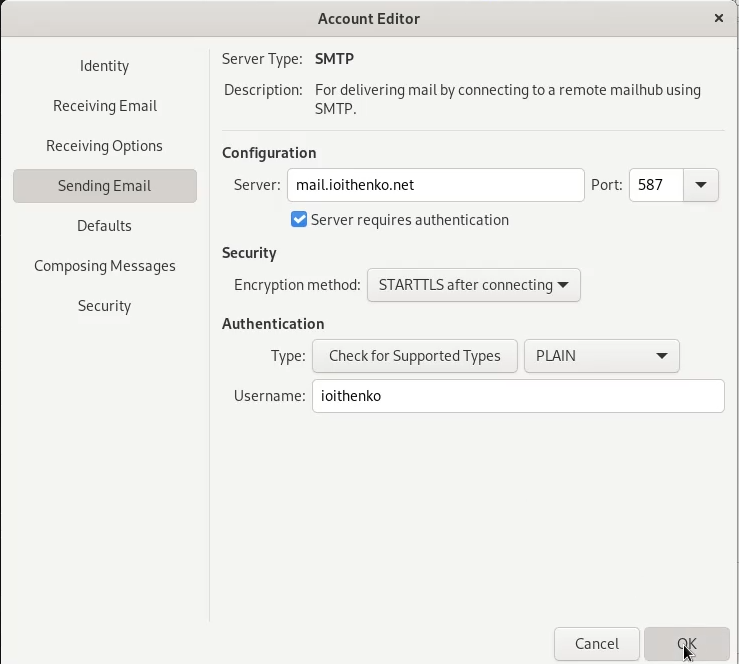 Account Editor
Identity
Receiving Email
Receiving Options
Sending Email
Defaults
Composing Messages
Security
Server Type: SMTP
Description: For delivering mail by connecting to a remote mailhub using
SMTP.
Configuration
Server: mail.ioithenko.net Port: 587
Server requires authentication
Security
Encryption method: STARTTLS after connecting
Authentication
Type: Check for Supported Types PLAIN
Username: ioithenko
Cancel OK